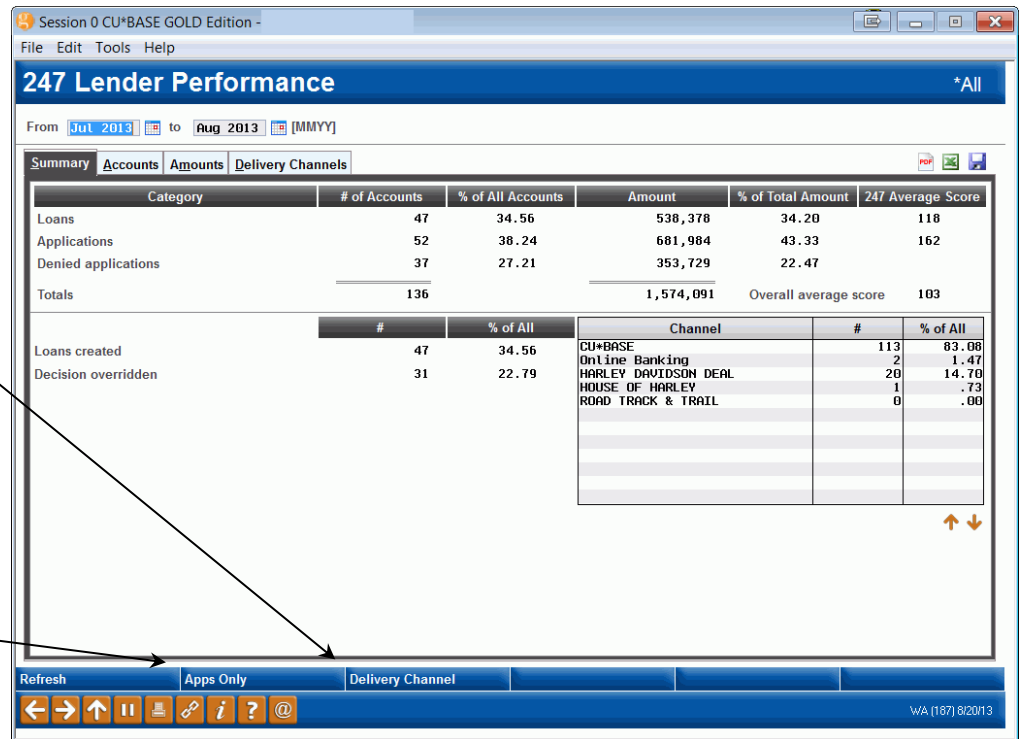 Session 0 CU*BASE GOLD Edition -
File Edit Tools Help
247 Lender Performance *All
From Jul 2013 to Aug 2013 [MMYY]
Summary Accounts Amounts Delivery Channels PDF
Category # of Accounts % of All Accounts Amount % of Total Amount 247 Average Score
Loans 47 34.56 538,378 34.20 118
Applications 52 38.24 681,984 43.33 162
Denied applications 37 27.21 353,729 22.47
Totals 136 1,574,091 Overall average score 103
# % of All
Loans created 47 34.56
Decision overridden 31 22.79
Channel # % of All
CU*BASE 113 83.08
Online Banking 2 1.47
HARLEY DAVIDSON DEAL 20 14.70
HOUSE OF HARLEY 1 .73
ROAD TRACK & TRAIL 0 .00
Refresh Apps Only Delivery Channel
i ? @ WA (187) 8/20/13